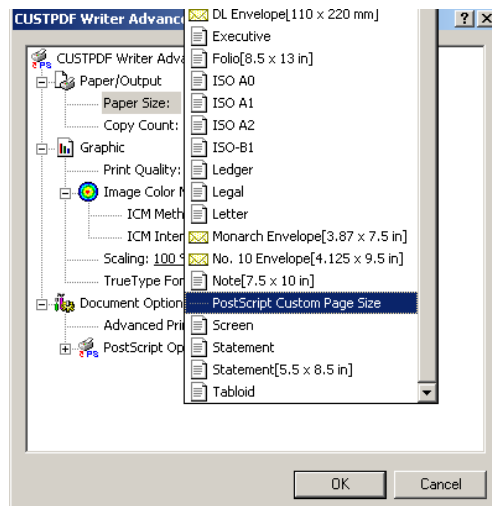 CUSTPDF Writer Advanc
CUSTPDF Writer Adva
Paper/Output
Paper Size:
Copy Count:
Graphic
Print Quality:
Image Color M
ICM Meth
ICM Inter
Scaling: 100 %
TrueType For
Document Option
Advanced Pri
PostScript Op
DL Envelope[110 x 220 mm]
Executive
Folio[8.5 x 13 in]
ISO A0
ISO A1
ISO A2
ISO-B1
Ledger
Legal
Letter
Monarch Envelope[3.87 x 7.5 in]
No. 10 Envelope[4.125 x 9.5 in]
Note[7.5 x 10 in]
PostScript Custom Page Size
Screen
Statement
Statement[5.5 x 8.5 in]
Tabloid
OK
Cancel